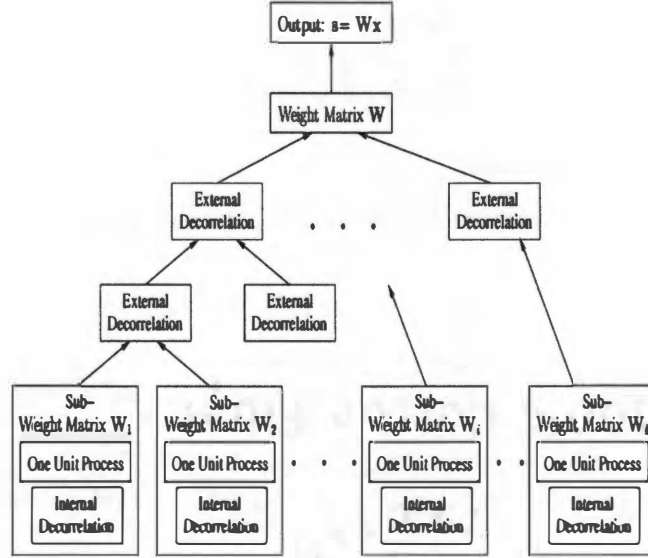 Output: s= Wx
Weight Matrix W
External
Decorrelation
External
Decorrelation
External
Decorrelation
External
Decorrelation
Sub-
Weight Matrix W₁
One Unit Process
Internal
Decorrelation
Sub-
Weight Matrix W₂
One Unit Process
Internal
Decorrelation
Sub-
Weight Matrix Wᵢ
One Unit Process
Internal
Decorrelation
Sub-
Weight Matrix
One Unit Process
Internal
Decorrelation